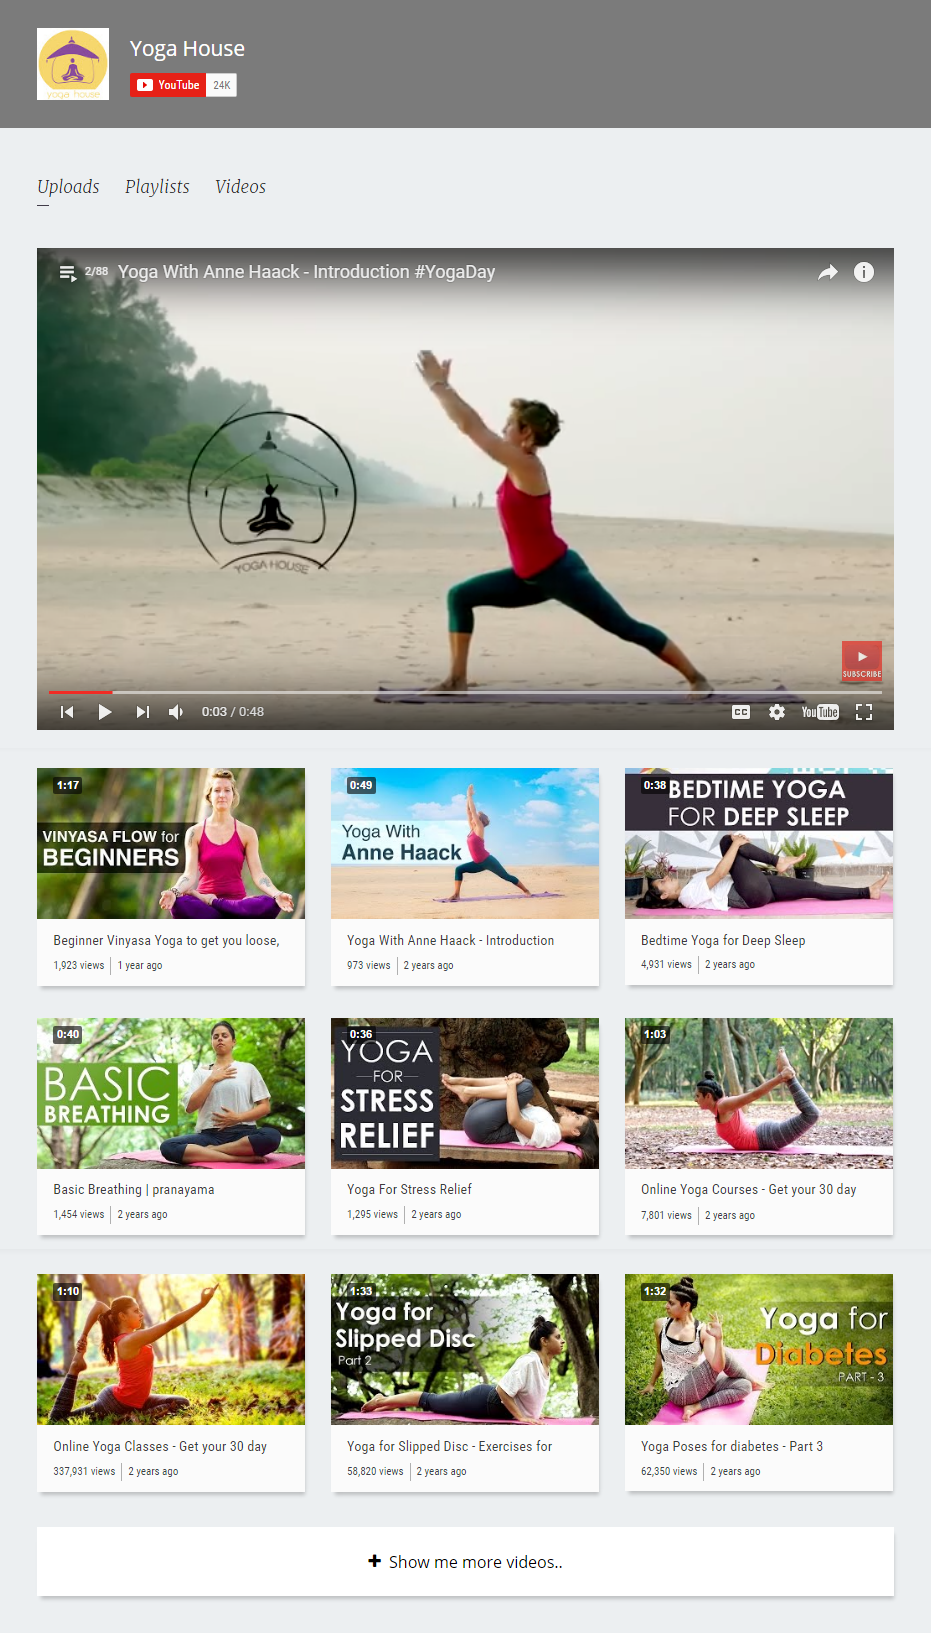 yoga house
Yoga House
YouTube 24K
Uploads Playlists Videos
2/88 Yoga With Anne Haack - Introduction #YogaDay
YOGA HOUSE
SUBSCRIBE
0:03 / 0:48
CC
YouTube
1:17
VINYASA FLOW for
BEGINNERS
Beginner Vinyasa Yoga to get you loose,
1,923 views 1 year ago
0:49
Yoga With
Anne Haack
Yoga With Anne Haack - Introduction
973 views 2 years ago
0:38
BEDTIME YOGA
FOR DEEP SLEEP
Bedtime Yoga for Deep Sleep
4,931 views 2 years ago
0:40
BASIC
BREATHING
Basic Breathing | pranayama
1,454 views 2 years ago
0:36
YOGA
FOR
STRESS
RELIEF
Yoga For Stress Relief
1,295 views 2 years ago
1:03
Online Yoga Courses - Get your 30 day
7,801 views 2 years ago
1:10
Online Yoga Classes - Get your 30 day
337,931 views 2 years ago
1:33
Yoga for
Slipped Disc
Part 2
Yoga for Slipped Disc - Exercises for
58,820 views 2 years ago
1:32
Yoga for
Diabetes
PART - 3
Yoga Poses for diabetes - Part 3
62,350 views 2 years ago
Show me more videos..